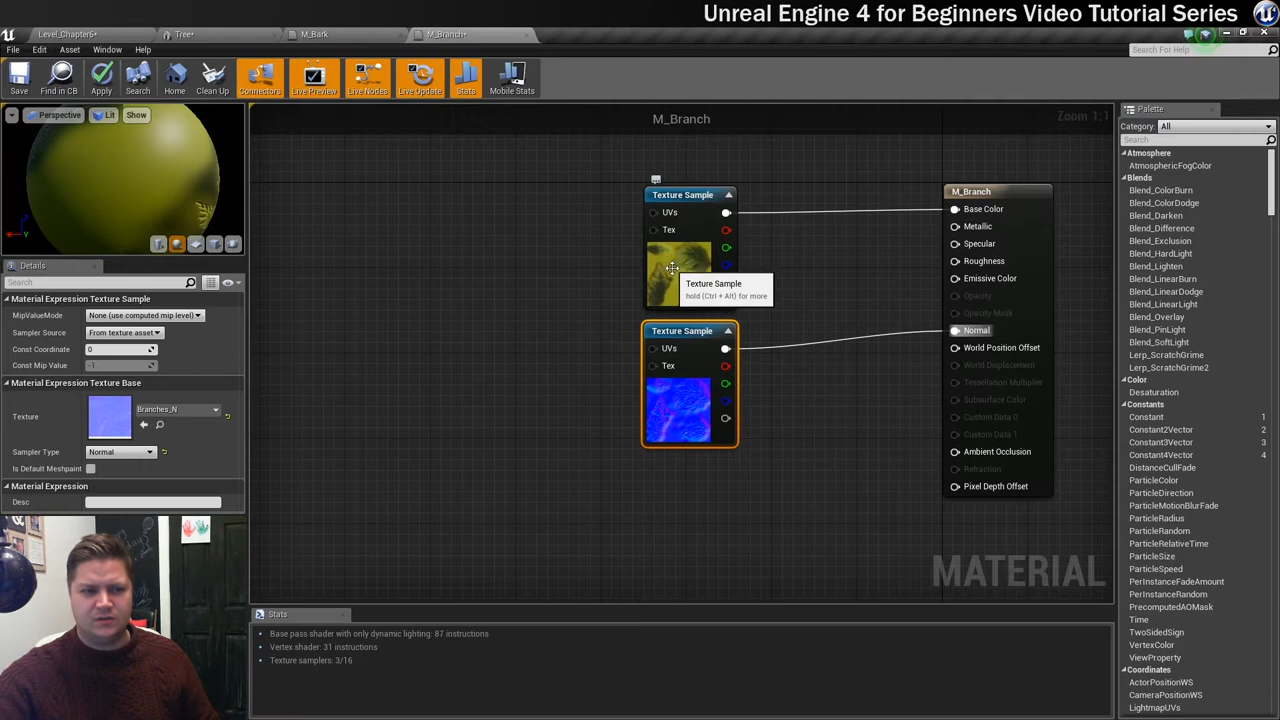 Unreal Engine 4 for Beginners Video Tutorial Series
Level_Chapter6*
Tree*
M_Bark
M_Branch*
File
Edit
Asset
Window
Help
Search For Help
Save
Find in CB
Apply
Search
Home
Clean Up
Connectors
Live Preview
Live Nodes
Live Update
Stats
Mobile Stats
Perspective
Lit
Show
M_Branch
Zoom 1:1
Palette
Category: All
Search
Atmosphere
AtmosphericFogColor
Blends
Blend_ColorBurn
Blend_ColorDodge
Blend_Darken
Blend_Difference
Blend_Exclusion
Blend_HardLight
Blend_Lighten
Blend_LinearBurn
Blend_LinearDodge
Blend_LinearLight
Blend_Overlay
Blend_PinLight
Blend_Screen
Blend_SoftLight
Lerp_ScratchGrime
Lerp_ScratchGrime2
Color
Desaturation
Constants
Constant 1
Constant2Vector 2
Constant3Vector 3
Constant4Vector 4
DistanceCullFade
ParticleColor
ParticleDirection
ParticleMotionBlurFade
ParticleRadius
ParticleRandom
ParticleRelativeTime
ParticleSize
ParticleSpeed
PerInstanceFadeAmount
PerInstanceRandom
PrecomputedAOMask
Time
TwoSidedSign
VertexColor
ViewProperty
Coordinates
ActorPositionWS
CameraPositionWS
LightmapUVs
Texture Sample
UVs
Tex
Texture Sample
hold (Ctrl + Alt) for more
Texture Sample
UVs
Tex
M_Branch
Base Color
Metallic
Specular
Roughness
Emissive Color
Opacity
Opacity Mask
Normal
World Position Offset
World Displacement
Tessellation Multiplier
Subsurface Color
Custom Data 0
Custom Data 1
Ambient Occlusion
Refraction
Pixel Depth Offset
MATERIAL
Details
Search
Material Expression Texture Sample
MipValueMode
None (use computed mip level)
Sampler Source
From texture asset
Const Coordinate
0
Const Mip Value
-1
Material Expression Texture Base
Texture
Branches_N
Sampler Type
Normal
Is Default Meshpaint
Material Expression
Desc
Stats
Base pass shader with only dynamic lighting: 87 instructions
Vertex shader: 31 instructions
Texture samplers: 3/16